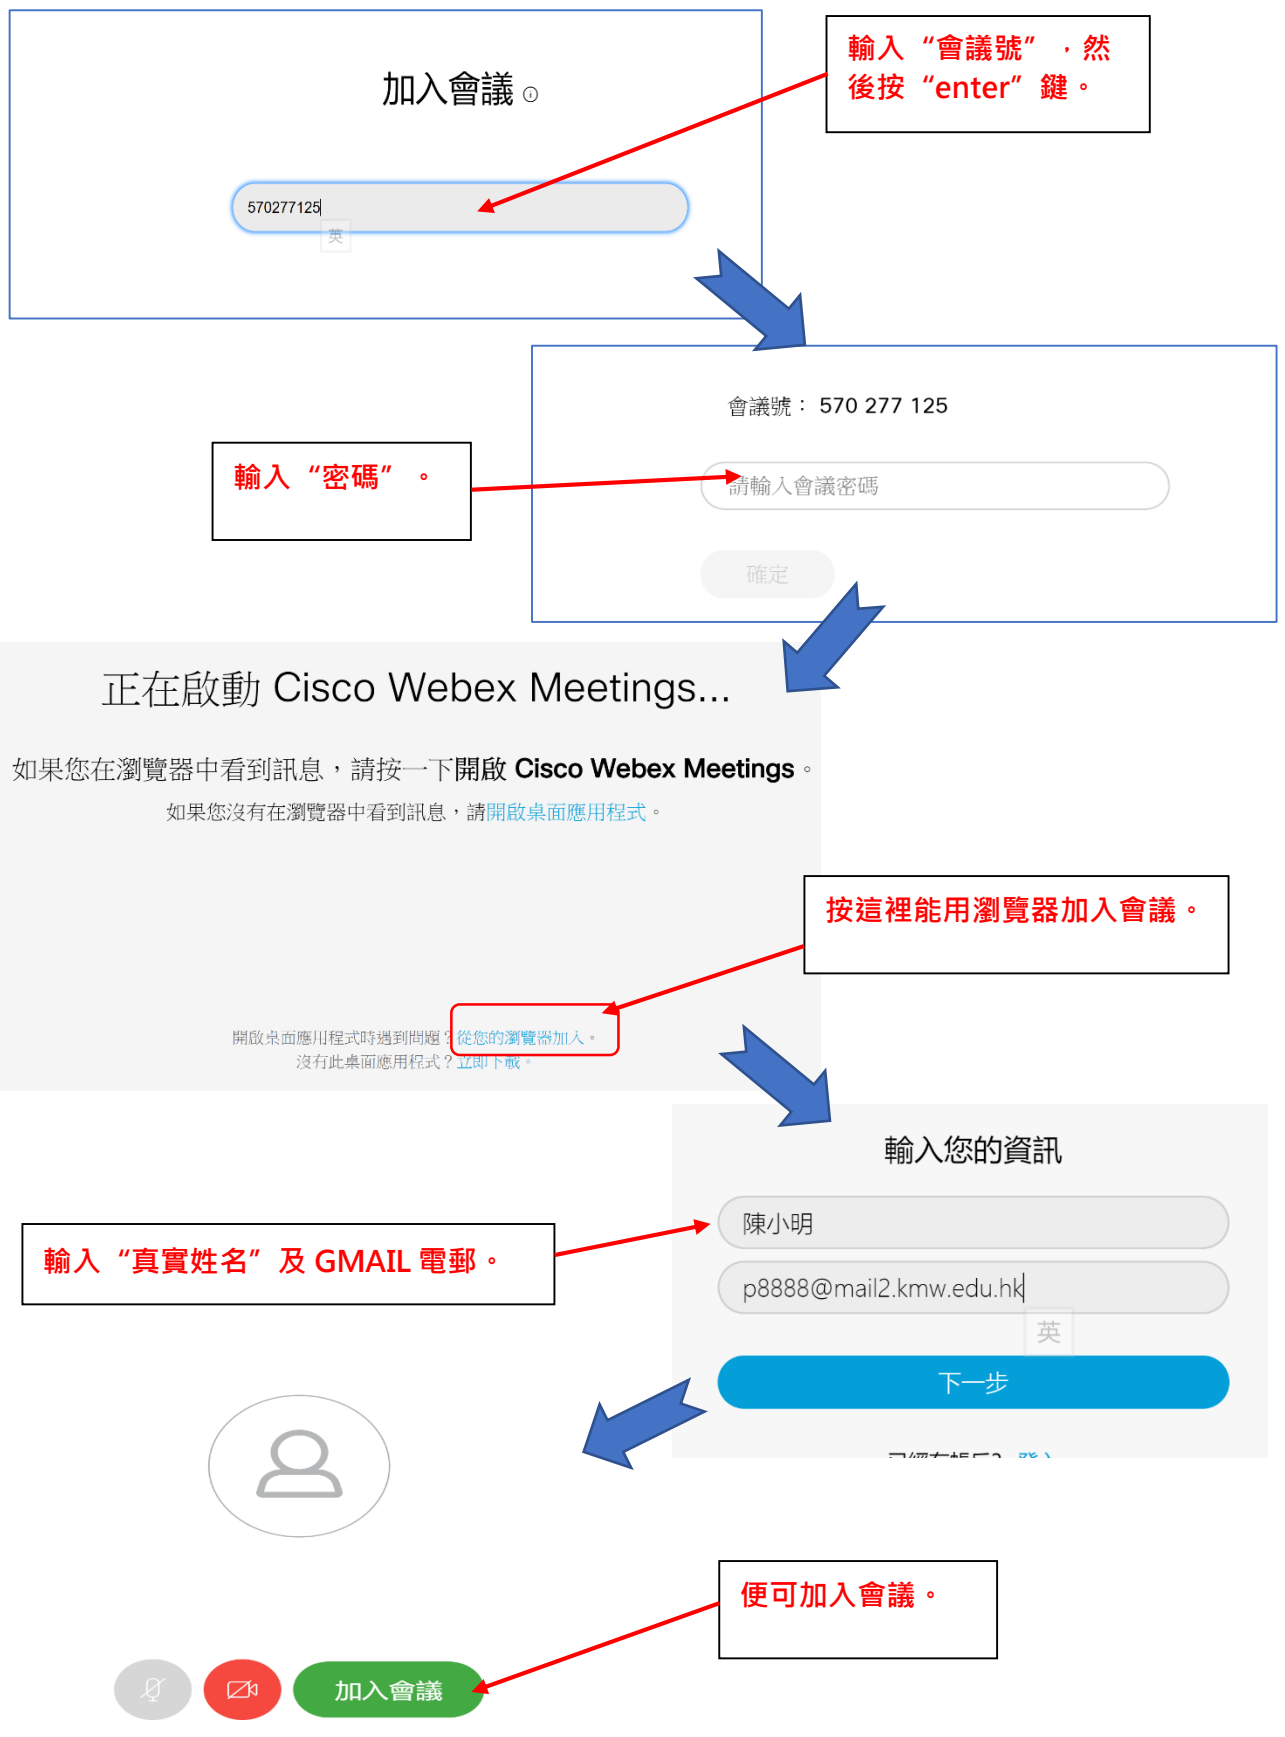 加入會議
輸入“會議號”，然
後按“enter”鍵。
570277125
英
會議號： 570 277 125
輸入“密碼”。
請輸入會議密碼
確定
正在啟動 Cisco Webex Meetings...
如果您在瀏覽器中看到訊息，請按一下開啟 Cisco Webex Meetings。
如果您沒有在瀏覽器中看到訊息，請開啟桌面應用程式。
按這裡能用瀏覽器加入會議。
開啟桌面應用程式時遇到問題？從您的瀏覽器加入。
沒有此桌面應用程式？立即下載。
輸入您的資訊
陳小明
輸入“真實姓名”及 GMAIL 電郵。
p8888@mail2.kmw.edu.hk
英
下一步
已經有帳戶? 登入
便可加入會議。
加入會議